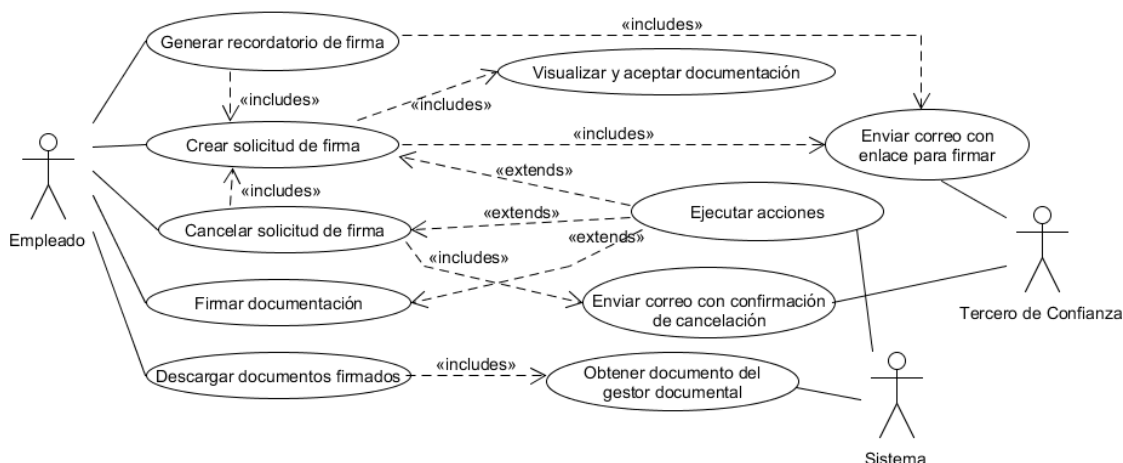 «includes»
Generar recordatorio de firma
Visualizar y aceptar documentación
«includes»
«includes»
«includes»
Enviar correo con
enlace para firmar
Crear solicitud de firma
«extends»
«includes»
Cancelar solicitud de firma
«extends»
Ejecutar acciones
Empleado
«extends»
«includes»
Firmar documentación
Enviar correo con confirmación
de cancelación
Tercero de Confianza
«includes»
Descargar documentos firmados
Obtener documento del
gestor documental
Sistema